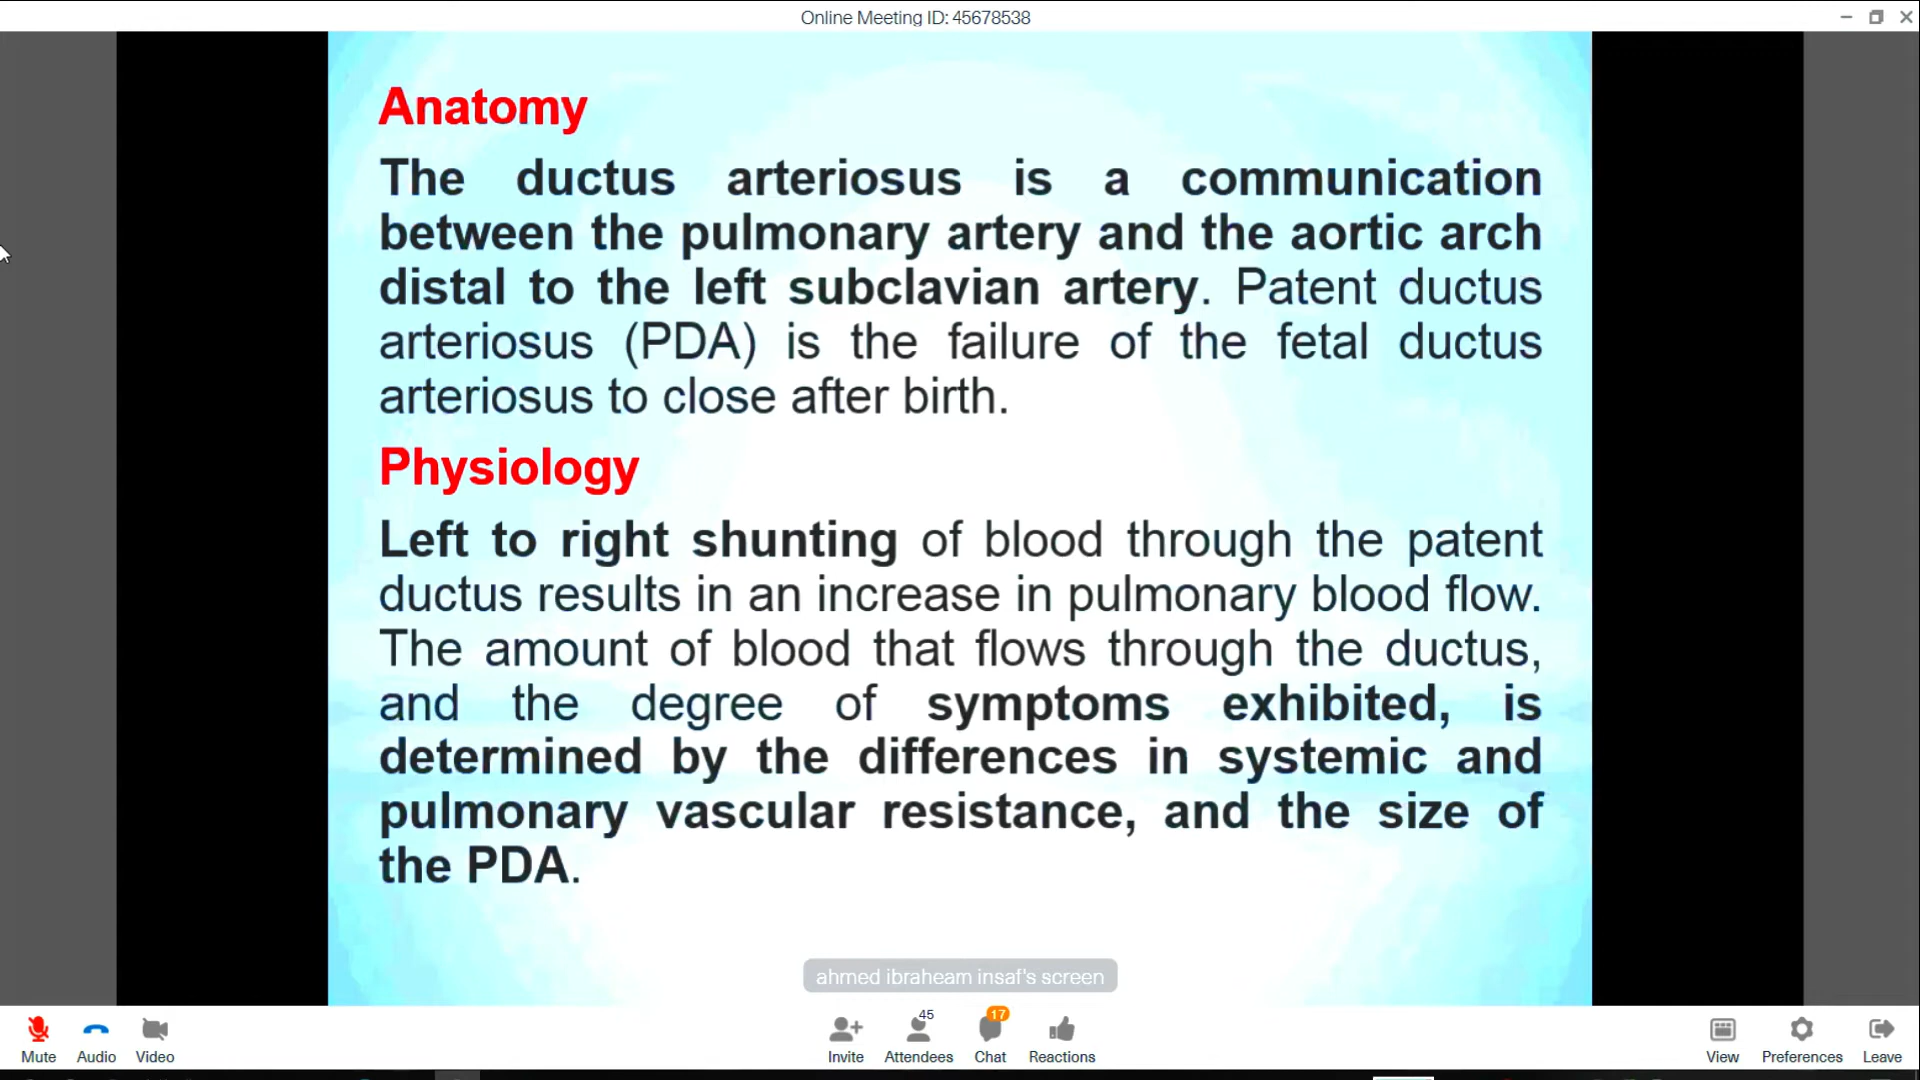 Online Meeting ID: 45678538
Anatomy
The ductus arteriosus is a communication
between the pulmonary artery and the aortic arch
distal to the left subclavian artery. Patent ductus
arteriosus (PDA) is the failure of the fetal ductus
arteriosus to close after birth.
Physiology
Left to right shunting of blood through the patent
ductus results in an increase in pulmonary blood flow.
The amount of blood that flows through the ductus,
and the degree of symptoms exhibited, is
determined by the differences in systemic and
pulmonary vascular resistance, and the size of
the PDA.
ahmed ibraheam insaf's screen
45 17
Mute Audio Video Invite Attendees Chat Reactions View Preferences Leave